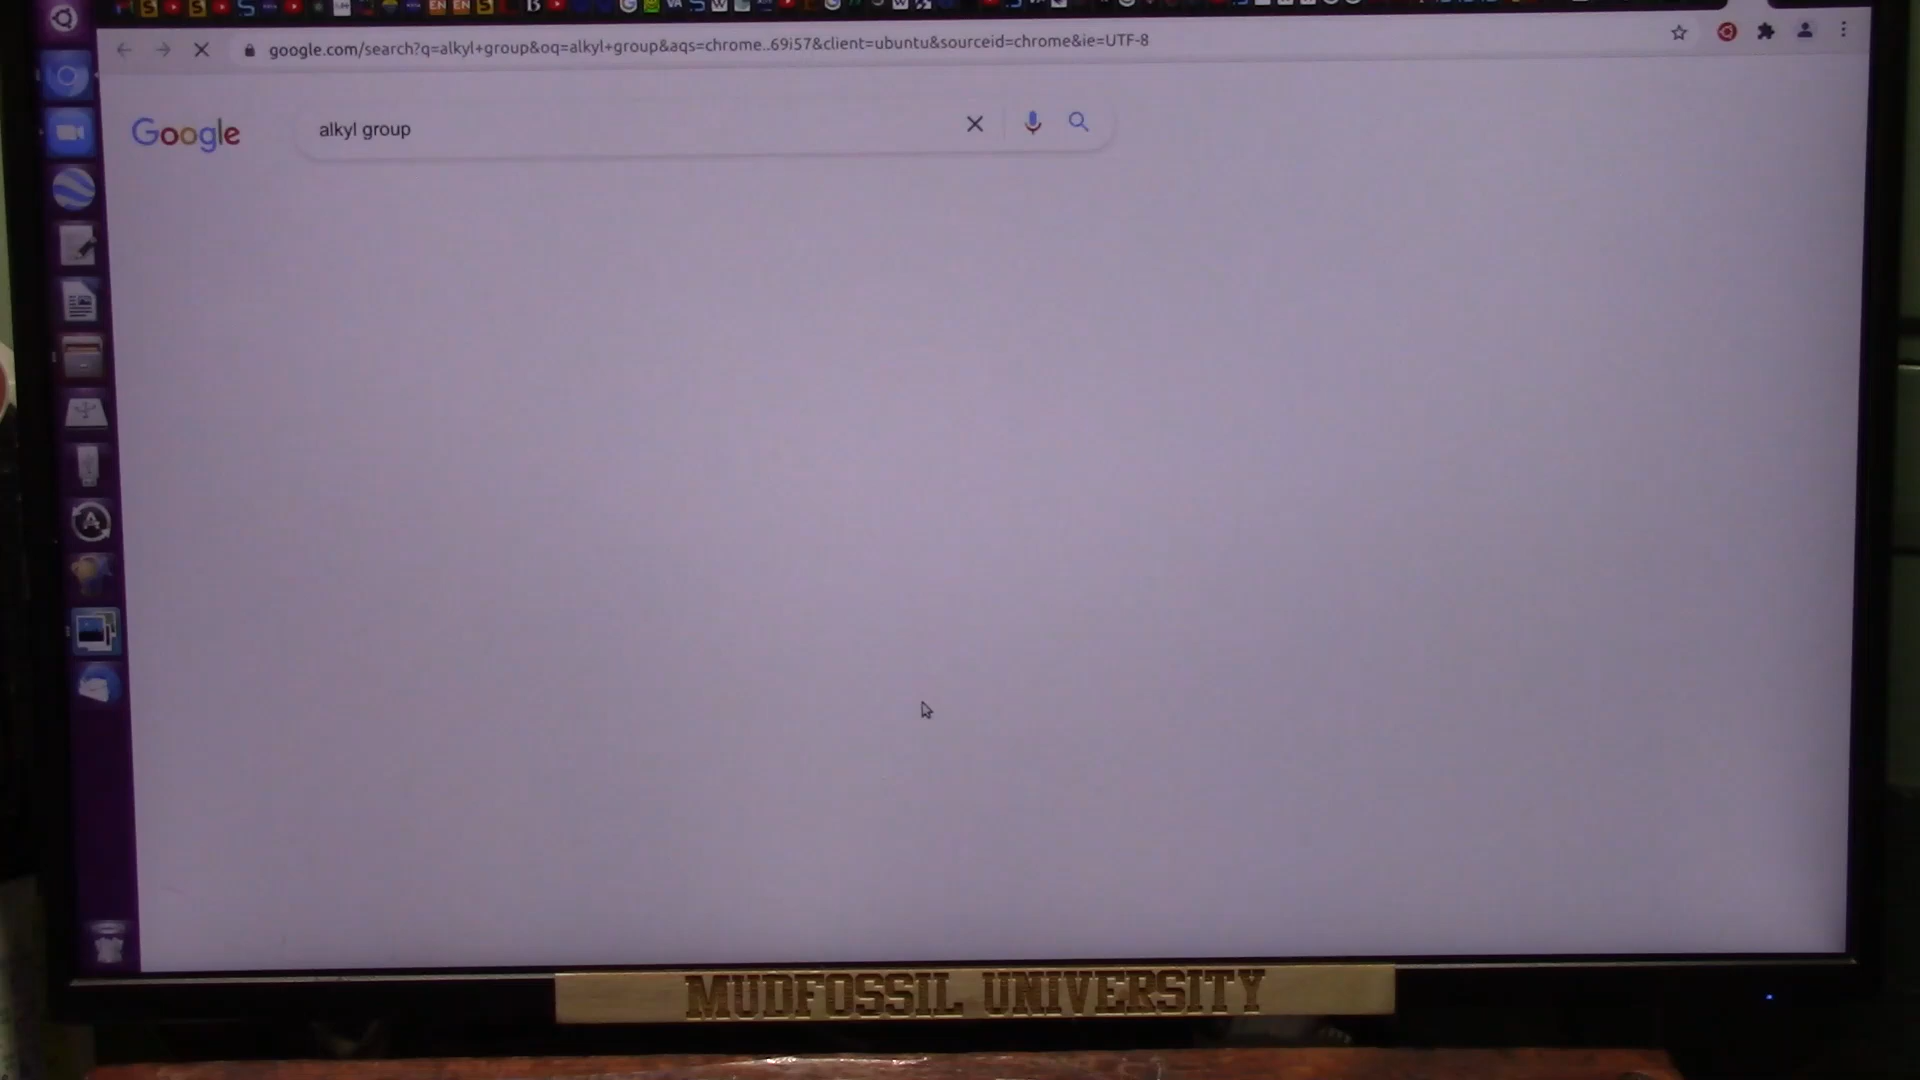 google.com/search?q=alkyl+group&oq=alkyl+group&aqs=chrome..69i57&client=ubuntu&sourceid=chrome&ie=UTF-8
Google
alkyl group
MUDFOSSIL UNIVERSITY